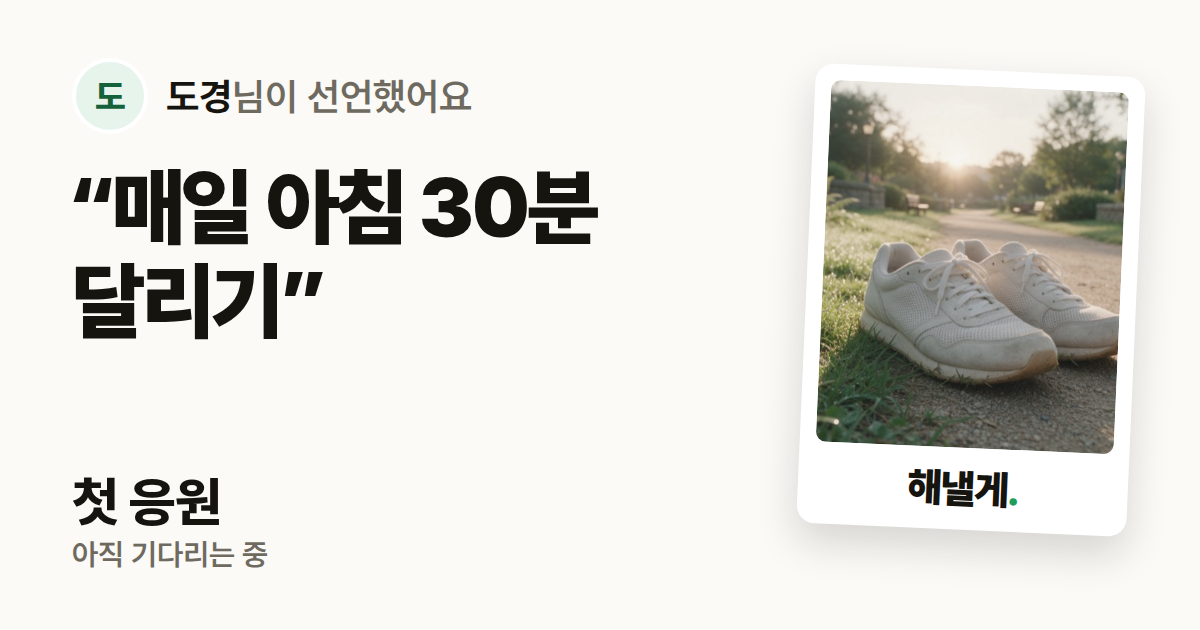 도
도경님이 선언했어요
“매일 아침 30분
달리기”
첫 응원
아직 기다리는 중
해낼게.